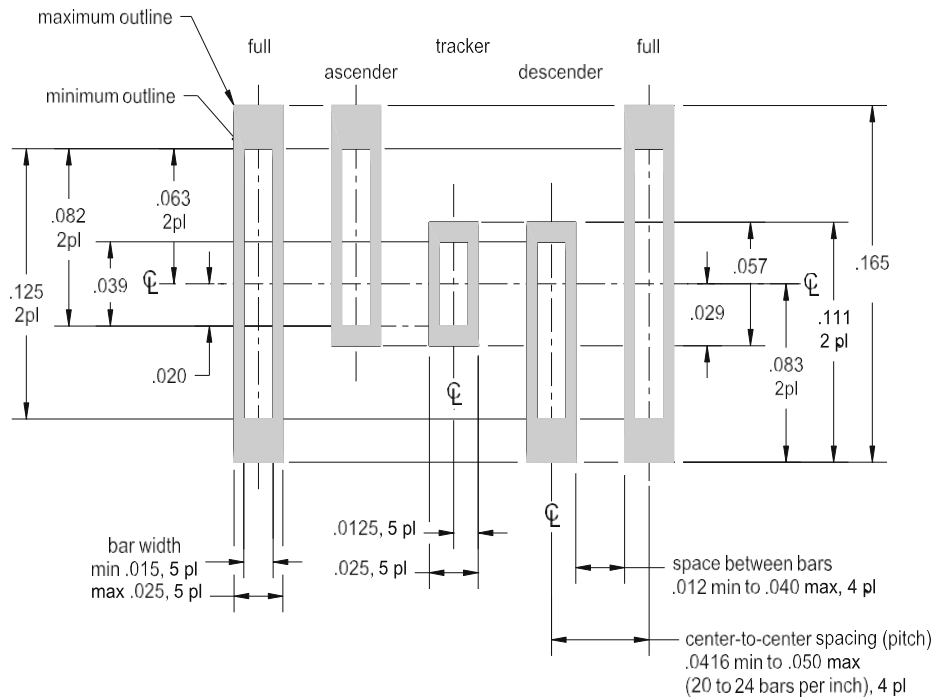 maximum outline
full
tracker
full
ascender
descender
minimum outline
.063
2pl
.082
2pl
.039
.125
2pl
.020
℄
℄
.057
.165
.029
.111
2 pl
.083
2pl
℄
℄
.0125, 5 pl
.025, 5 pl
bar width
min .015, 5 pl
max .025, 5 pl
space between bars
.012 min to .040 max, 4 pl
center-to-center spacing (pitch)
.0416 min to .050 max
(20 to 24 bars per inch), 4 pl